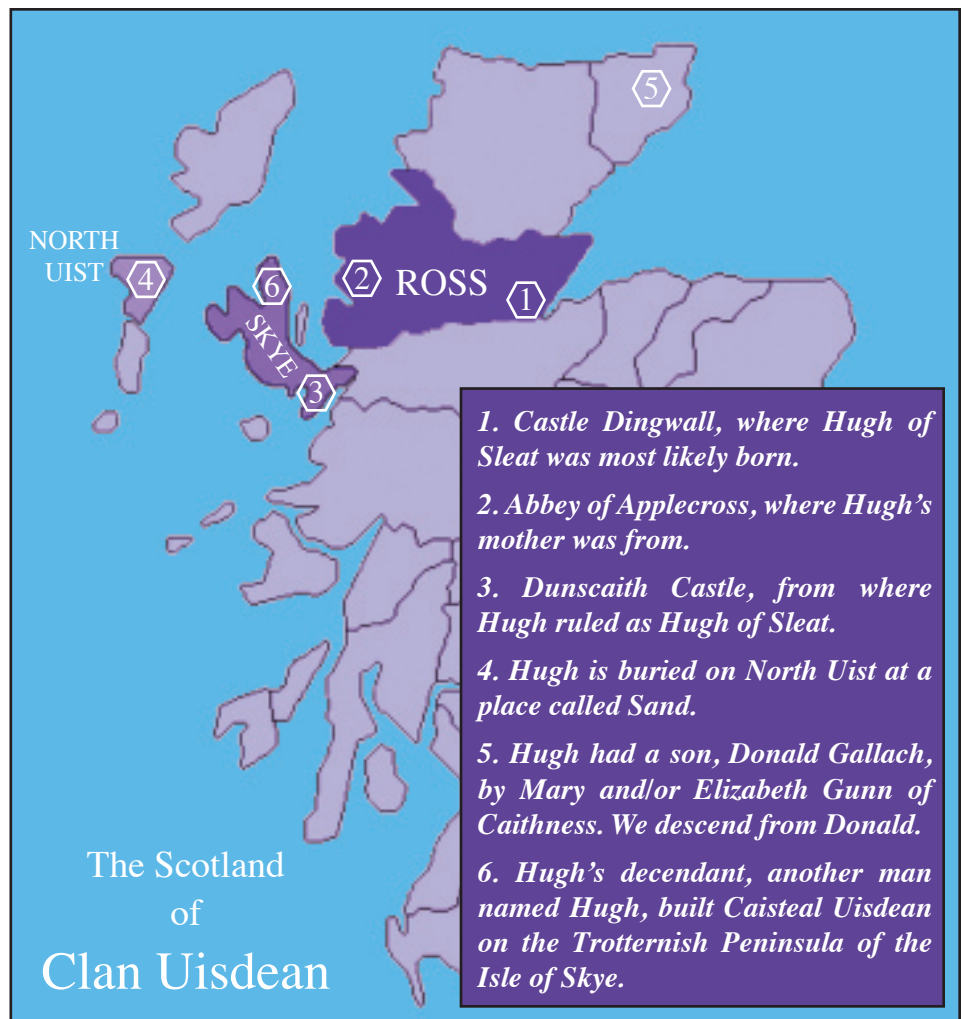 5
NORTH
UIST
4
6
SKYE
2
ROSS
1
3
1. Castle Dingwall, where Hugh of
Sleat was most likely born.
2. Abbey of Applecross, where Hugh's
mother was from.
3. Dunscaith Castle, from where
Hugh ruled as Hugh of Sleat.
4. Hugh is buried on North Uist at a
place called Sand.
5. Hugh had a son, Donald Gallach,
by Mary and/or Elizabeth Gunn of
Caithness. We descend from Donald.
6. Hugh's decendant, another man
named Hugh, built Caisteal Uisdean
on the Trotternish Peninsula of the
Isle of Skye.
The Scotland
of
Clan Uisdean